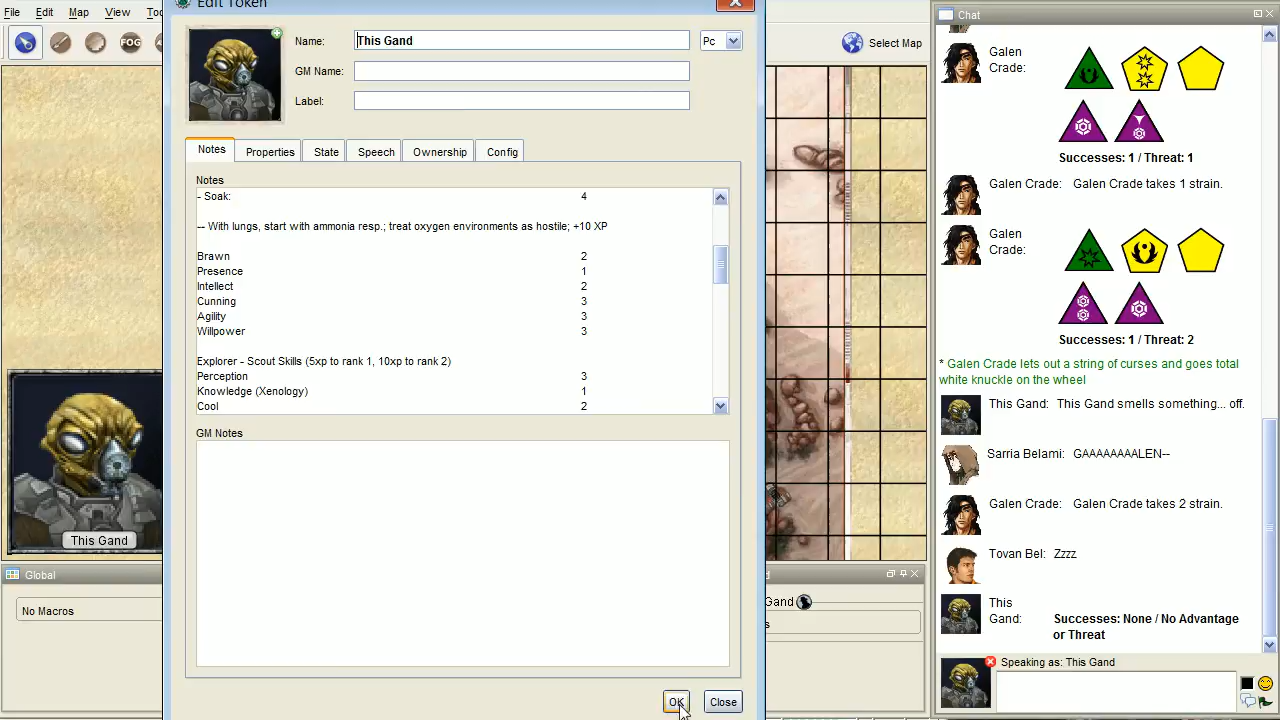 Edit Token
File Edit Map View
FOG
Select Map
Name: This Gand Pc
GM Name:
Label:
Notes Properties State Speech Ownership Config
Notes
- Soak: 4
-- With lungs, start with ammonia resp., treat oxygen environments as hostile; +10 XP
Brawn 2
Presence 1
Intellect 2
Cunning 3
Agility 3
Willpower 3
Explorer - Scout Skills (5xp to rank 1, 10xp to rank 2)
Perception 3
Knowledge (Xenology) 1
Cool 2
GM Notes
OK Close
This Gand
Global
No Macros
Gand
Chat
Galen
Crade:
Successes: 1 / Threat: 1
Galen Crade: Galen Crade takes 1 strain.
Galen
Crade:
Successes: 1 / Threat: 2
* Galen Crade lets out a string of curses and goes total
white knuckle on the wheel
This Gand: This Gand smells something... off.
Sarria Belami: GAAAAAAAALEN--
Galen Crade: Galen Crade takes 2 strain.
Tovan Bel: Zzzz
This
Gand:
Successes: None / No Advantage
or Threat
Speaking as: This Gand